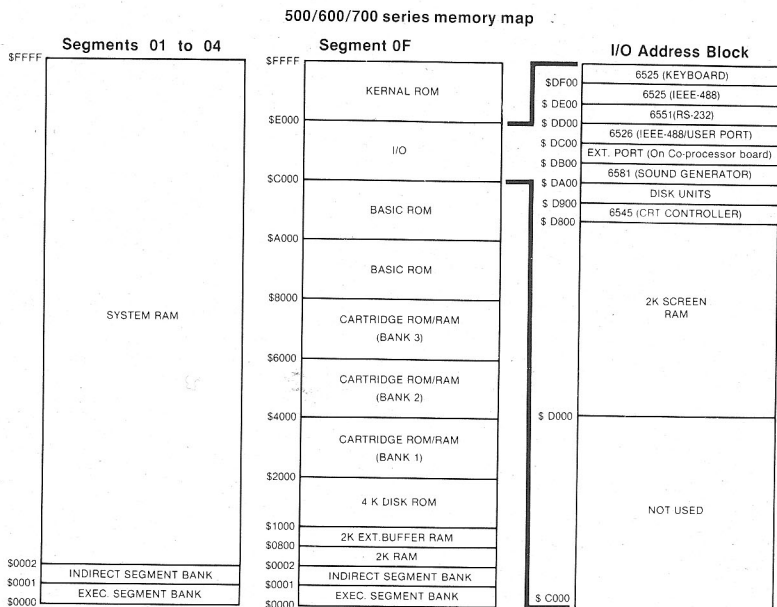 500/600/700 series memory map
Segments 01 to 04
$FFFF
SYSTEM RAM
$0002
INDIRECT SEGMENT BANK
$0001
EXEC. SEGMENT BANK
$0000
Segment 0F
$FFFF
KERNAL ROM
$E000
I/O
$C000
BASIC ROM
$A000
BASIC ROM
$8000
CARTRIDGE ROM/RAM
(BANK 3)
$6000
CARTRIDGE ROM/RAM
(BANK 2)
$4000
CARTRIDGE ROM/RAM
(BANK 1)
$2000
4 K DISK ROM
$1000
2K EXT.BUFFER RAM
$0800
2K RAM
$0002
INDIRECT SEGMENT BANK
$0001
EXEC. SEGMENT BANK
$0000
I/O Address Block
6525 (KEYBOARD)
$DF00
6525 (IEEE-488)
$ DE00
6551(RS-232)
$ DD00
6526 (IEEE-488/USER PORT)
$ DC00
EXT. PORT (On Co-processor board)
$ DB00
6581 (SOUND GENERATOR)
$ DA00
DISK UNITS
$ D900
6545 (CRT CONTROLLER)
$ D800
2K SCREEN
RAM
$ D000
NOT USED
$ C000